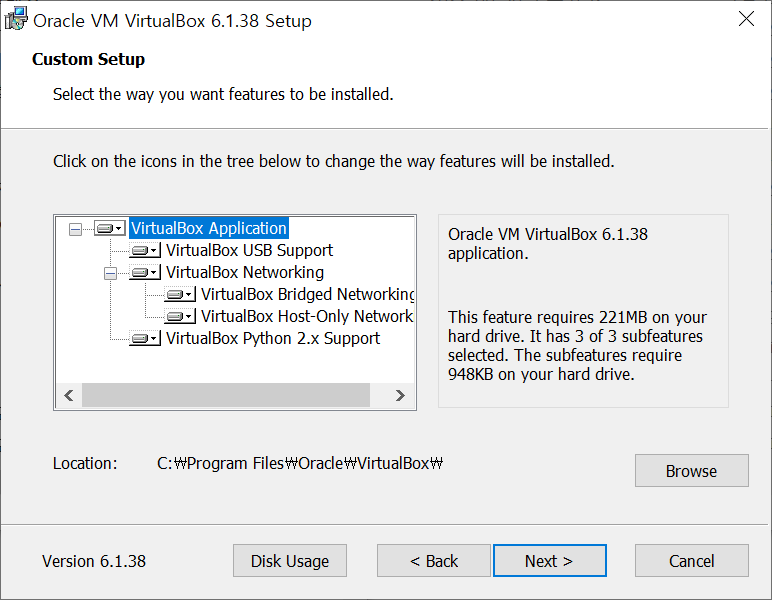 Oracle VM VirtualBox 6.1.38 Setup
Custom Setup
Select the way you want features to be installed.
Click on the icons in the tree below to change the way features will be installed.
VirtualBox Application
VirtualBox USB Support
VirtualBox Networking
VirtualBox Bridged Networking
VirtualBox Host-Only Network
VirtualBox Python 2.x Support
Oracle VM VirtualBox 6.1.38
application.
This feature requires 221MB on your
hard drive. It has 3 of 3 subfeatures
selected. The subfeatures require
948KB on your hard drive.
Location: C:₩Program Files₩Oracle₩VirtualBox₩
Browse
Version 6.1.38
Disk Usage
< Back
Next >
Cancel